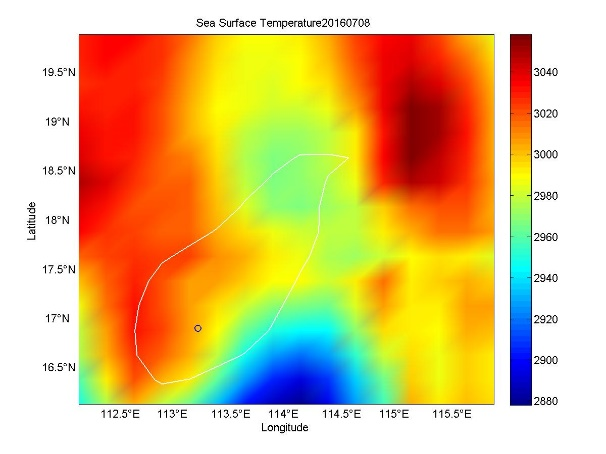 Sea Surface Temperature20160708
Latitude
19.5°N
19°N
18.5°N
18°N
17.5°N
17°N
16.5°N
112.5°E
113°E
113.5°E
114°E
114.5°E
115°E
115.5°E
Longitude
3040
3020
3000
2980
2960
2940
2920
2900
2880